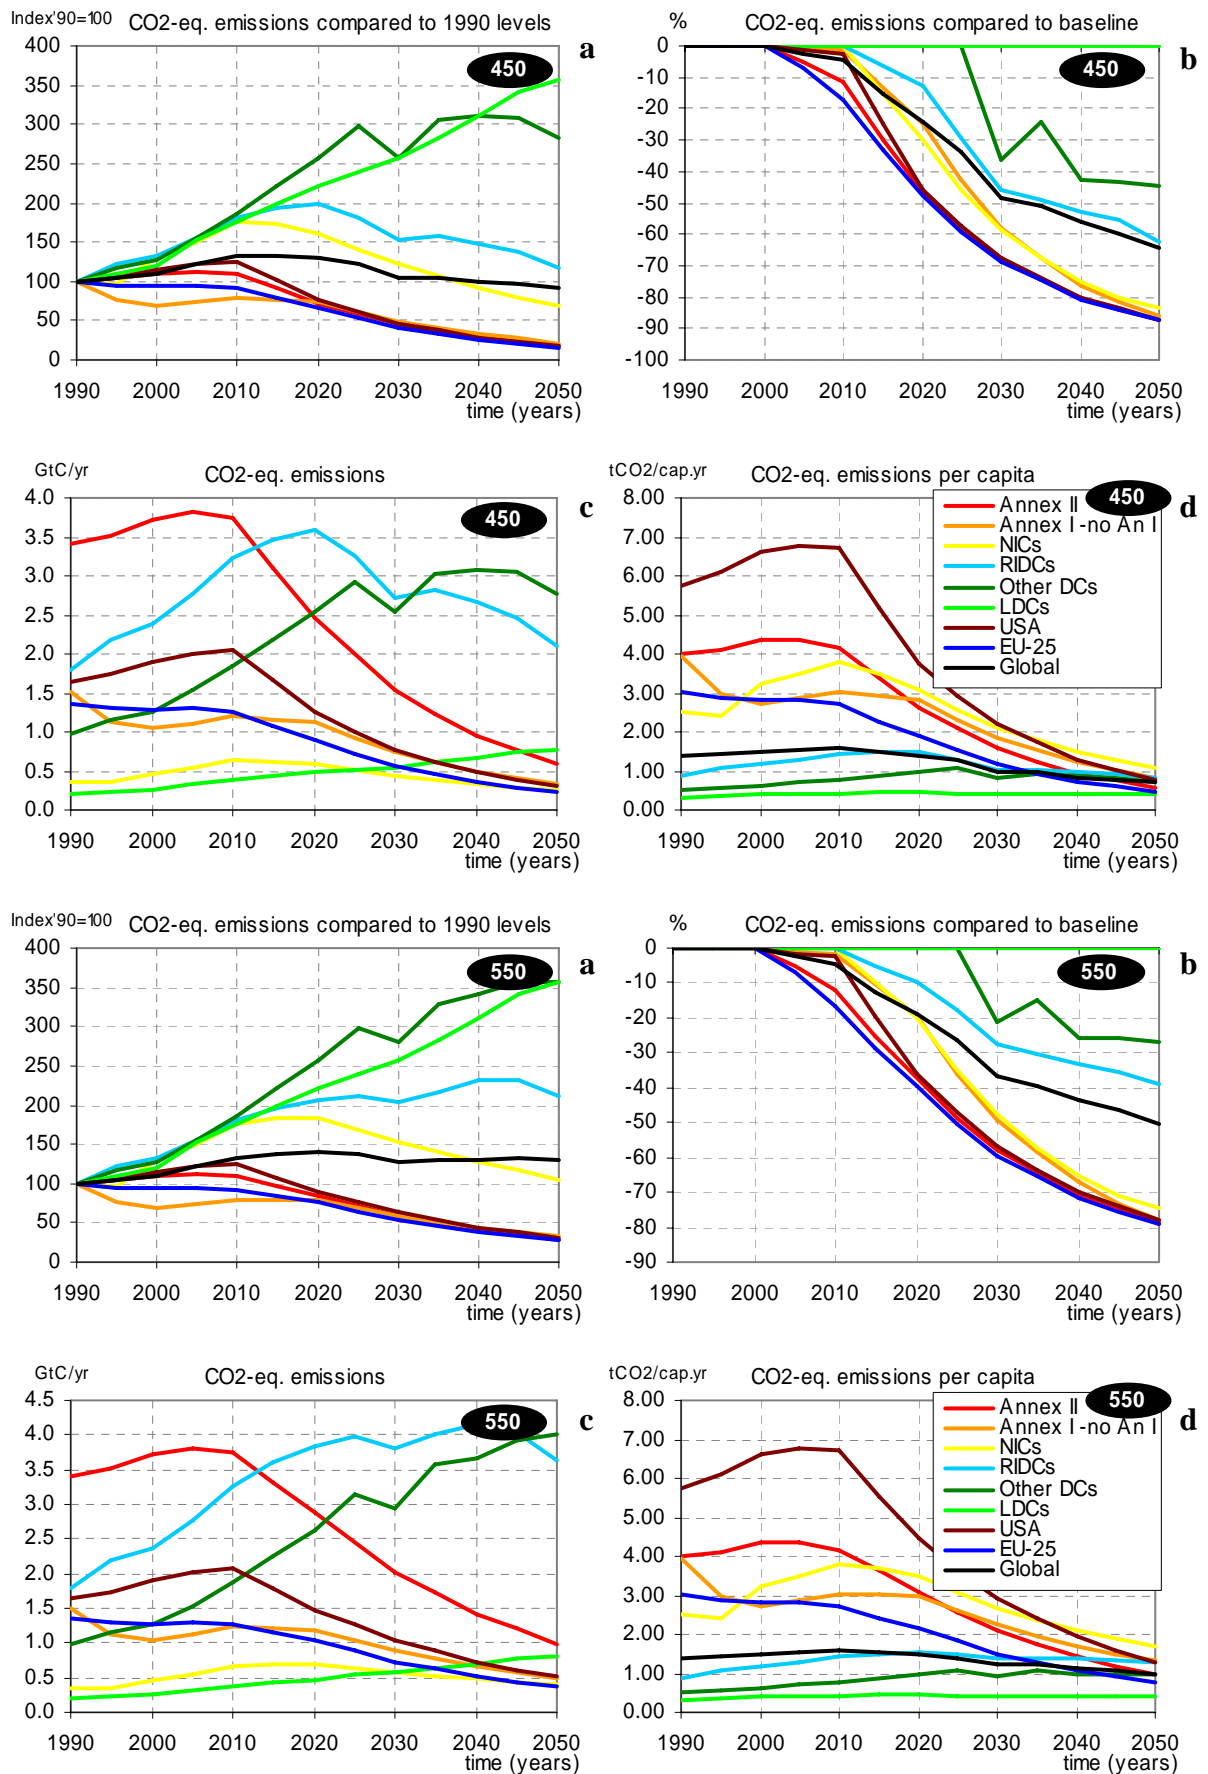 Index'90=100 CO2-eq. emissions compared to 1990 levels
a
450
400
350
300
250
200
150
100
50
0
1990 2000 2010 2020 2030 2040 2050
time (years)
% CO2-eq. emissions compared to baseline
b
450
0
-10
-20
-30
-40
-50
-60
-70
-80
-90
-100
1990 2000 2010 2020 2030 2040 2050
time (years)
GtC/yr CO2-eq. emissions
c
450
4.0
3.5
3.0
2.5
2.0
1.5
1.0
0.5
0.0
1990 2000 2010 2020 2030 2040 2050
time (years)
tCO2/cap.yr CO2-eq. emissions per capita
d
450
8.00
7.00
6.00
5.00
4.00
3.00
2.00
1.00
0.00
Annex II
Annex I -no An I
NICs
RIDCs
Other DCs
LDCs
USA
EU-25
Global
1990 2000 2010 2020 2030 2040 2050
time (years)
Index'90=100 CO2-eq. emissions compared to 1990 levels
a
550
400
350
300
250
200
150
100
50
0
1990 2000 2010 2020 2030 2040 2050
time (years)
% CO2-eq. emissions compared to baseline
b
550
0
-10
-20
-30
-40
-50
-60
-70
-80
-90
1990 2000 2010 2020 2030 2040 2050
time (years)
GtC/yr CO2-eq. emissions
c
550
4.5
4.0
3.5
3.0
2.5
2.0
1.5
1.0
0.5
0.0
1990 2000 2010 2020 2030 2040 2050
time (years)
tCO2/cap.yr CO2-eq. emissions per capita
d
550
8.00
7.00
6.00
5.00
4.00
3.00
2.00
1.00
0.00
Annex II
Annex I -no An I
NICs
RIDCs
Other DCs
LDCs
USA
EU-25
Global
1990 2000 2010 2020 2030 2040 2050
time (years)